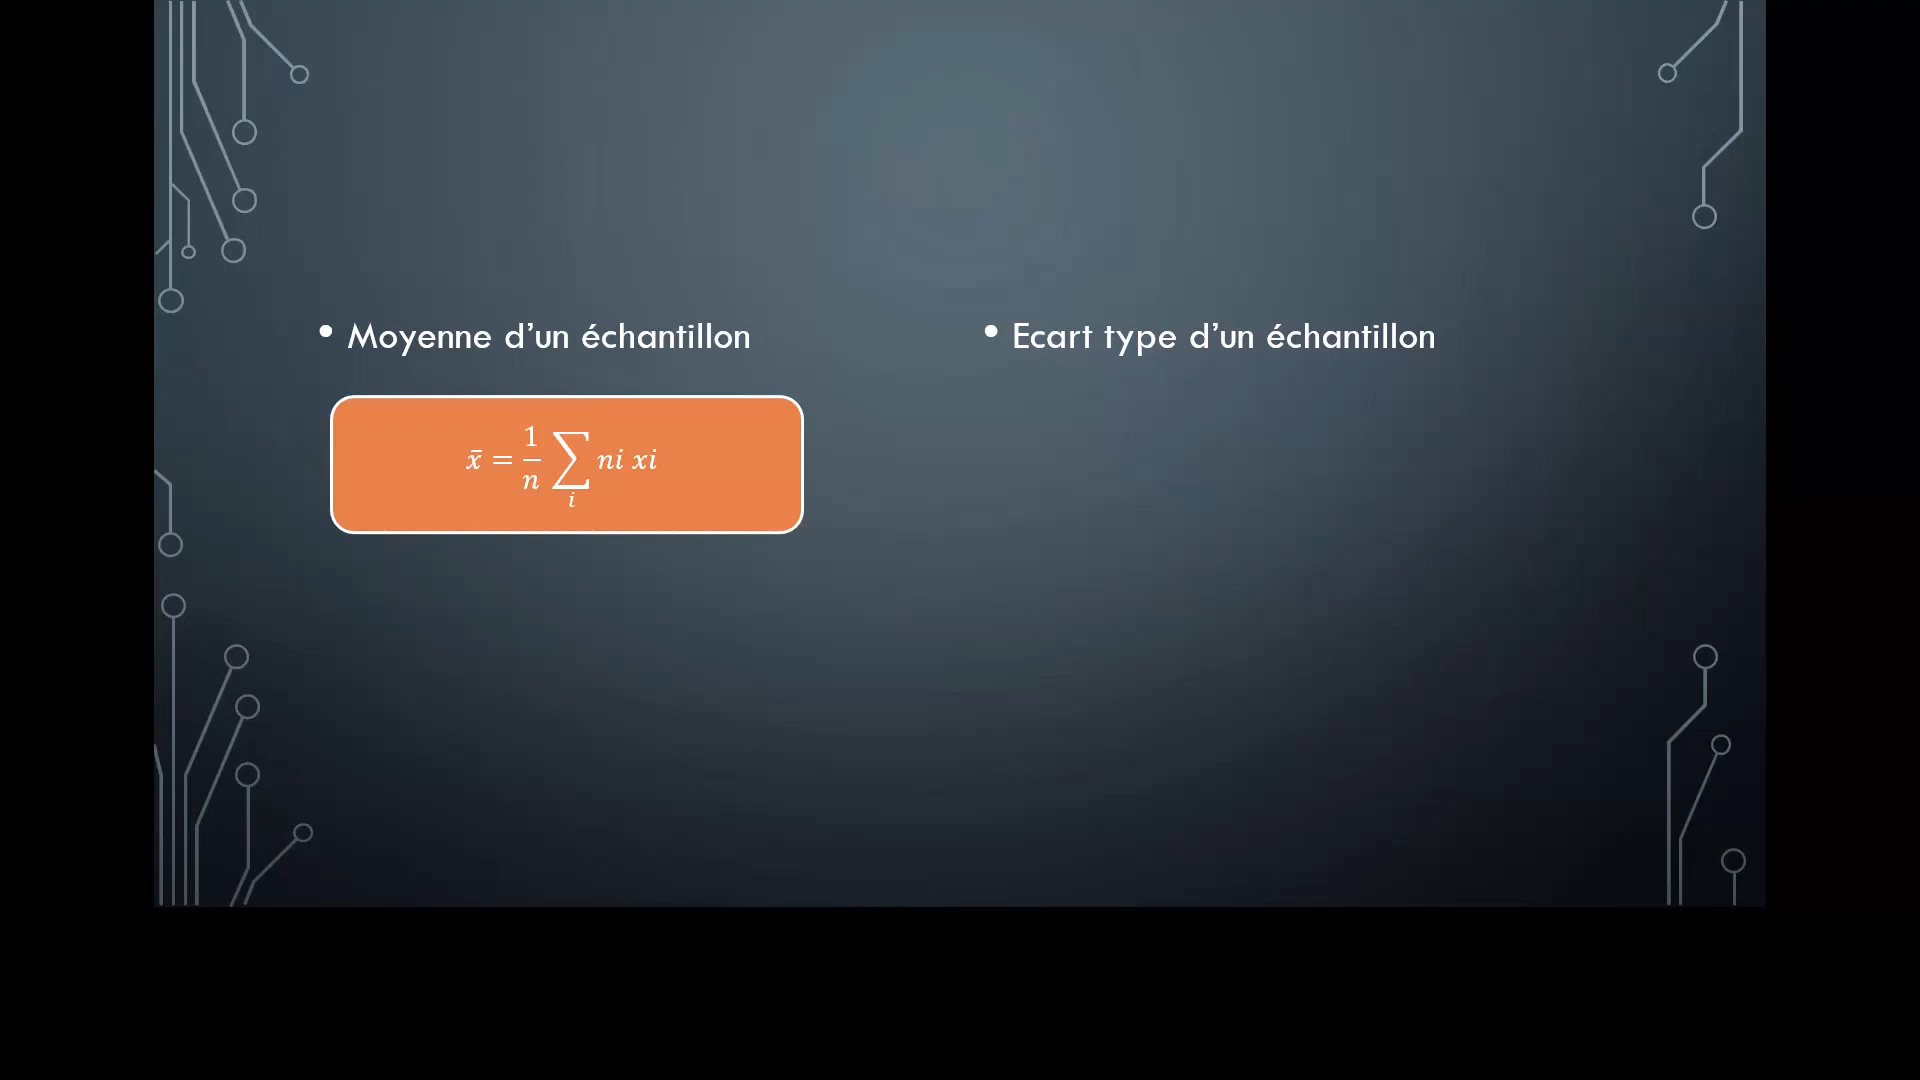 • Moyenne d’un échantillon
x̄ = 1/n ∑i ni xi
• Ecart type d’un échantillon